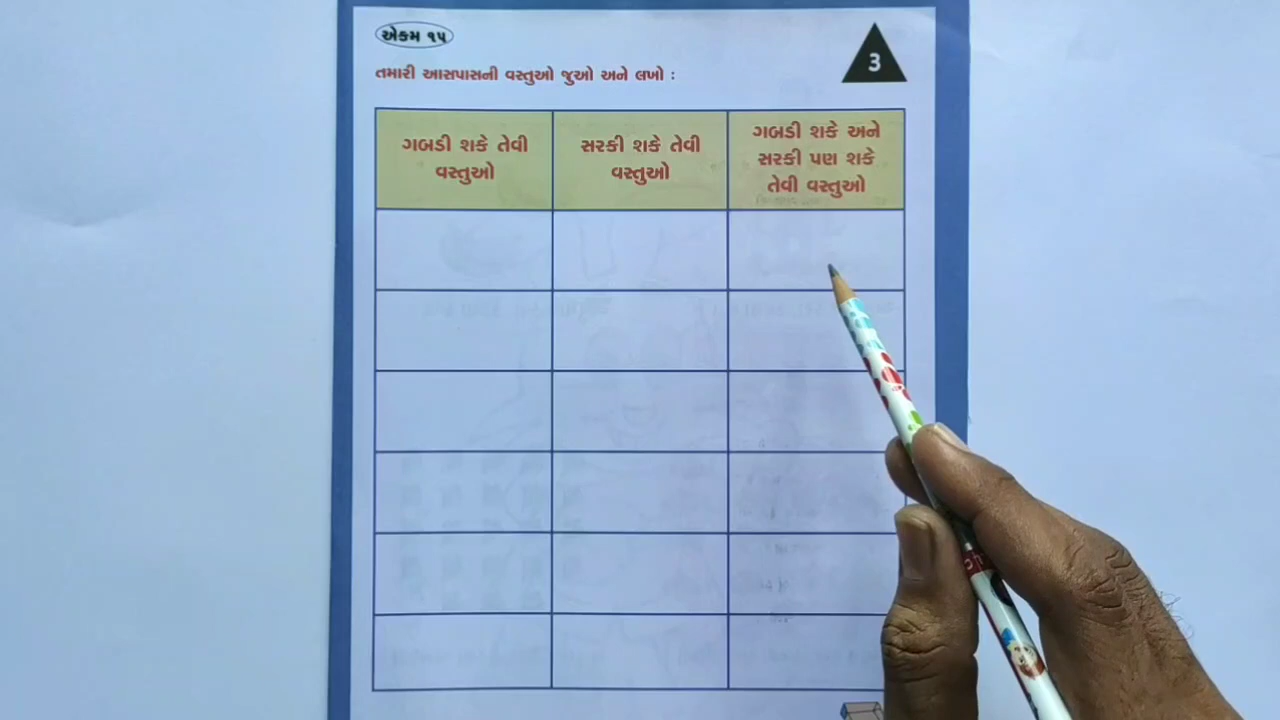 એકમ ૧૫
૩
તમારી આસપાસની વસ્તુઓ જુઓ અને લખો :
ગબડી શકે તેવી
વસ્તુઓ
સરકી શકે તેવી
વસ્તુઓ
ગબડી શકે અને
સરકી પણ શકે
તેવી વસ્તુઓ